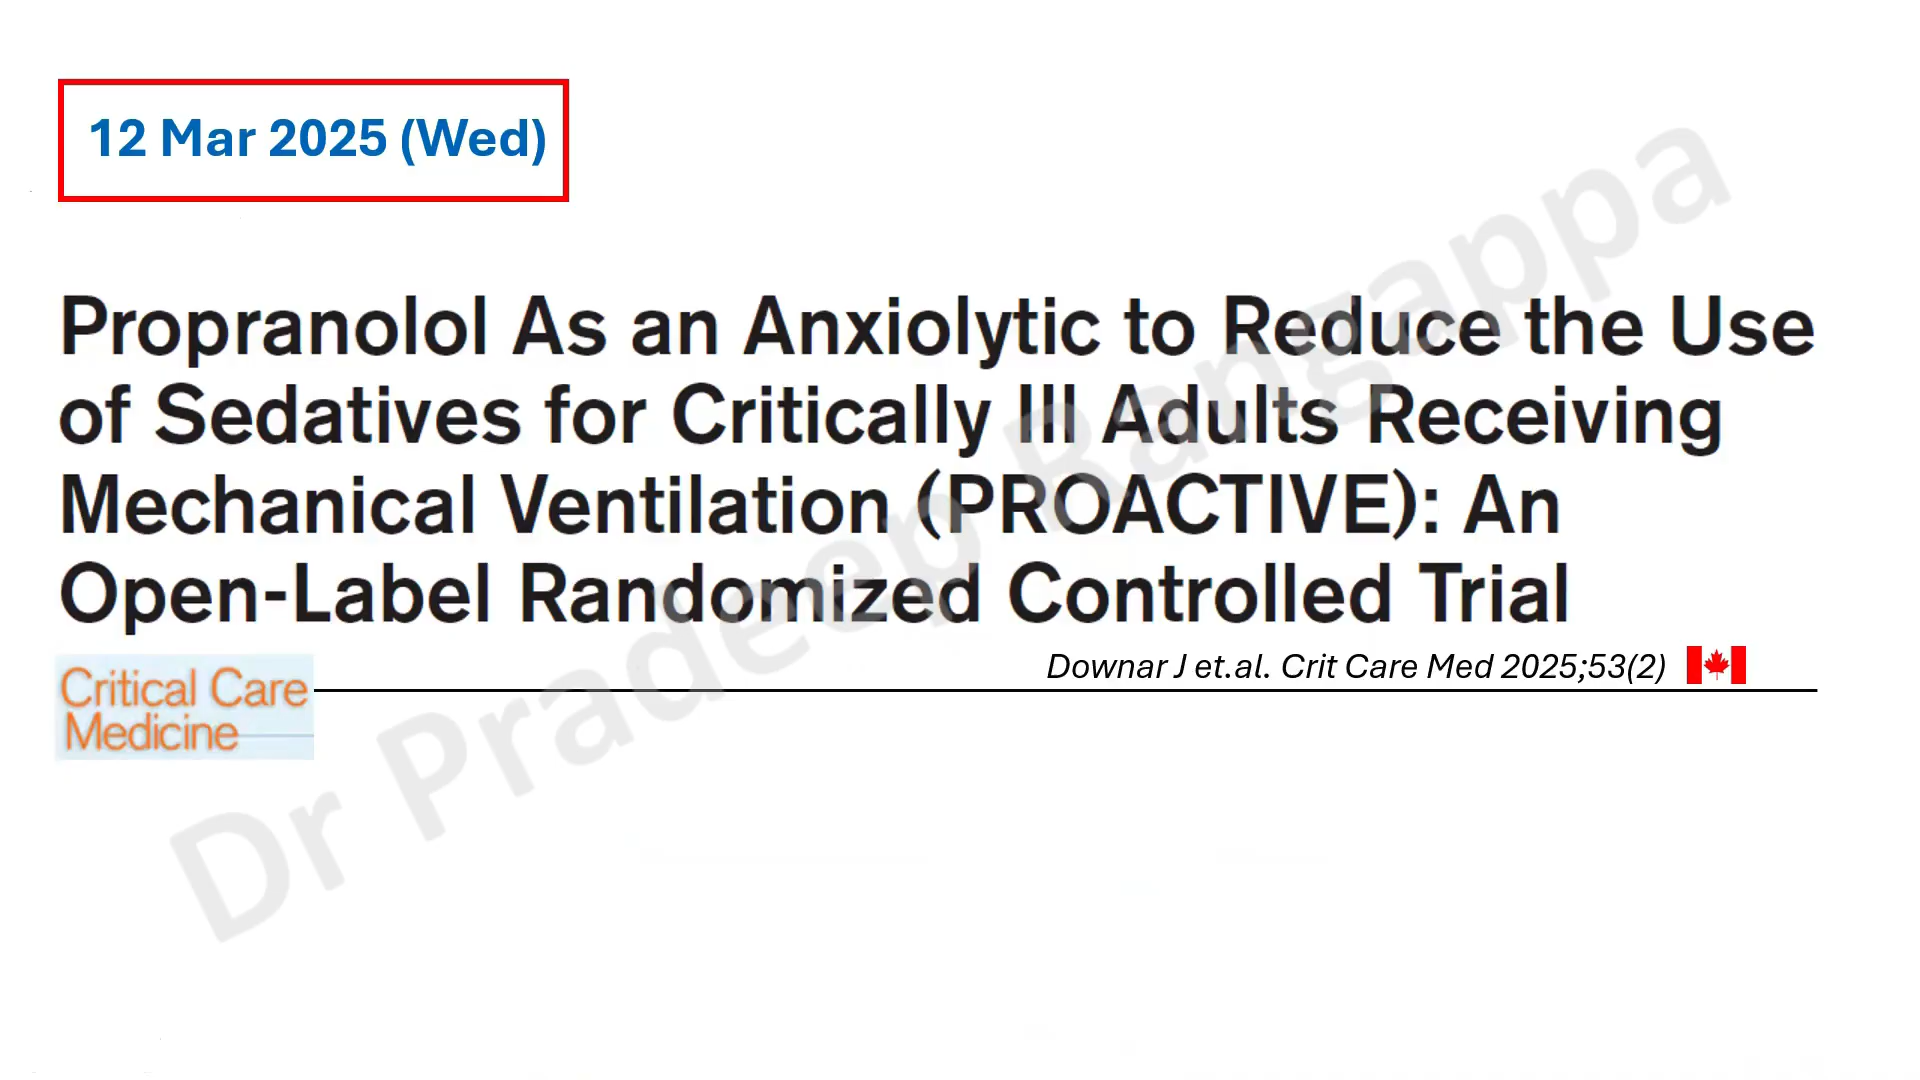 12 Mar 2025 (Wed)
Propranolol As an Anxiolytic to Reduce the Use
of Sedatives for Critically Ill Adults Receiving
Mechanical Ventilation (PROACTIVE): An
Open-Label Randomized Controlled Trial
Downar J et.al. Crit Care Med 2025;53(2)
Critical Care
Medicine
Dr Pradeep Rangappa